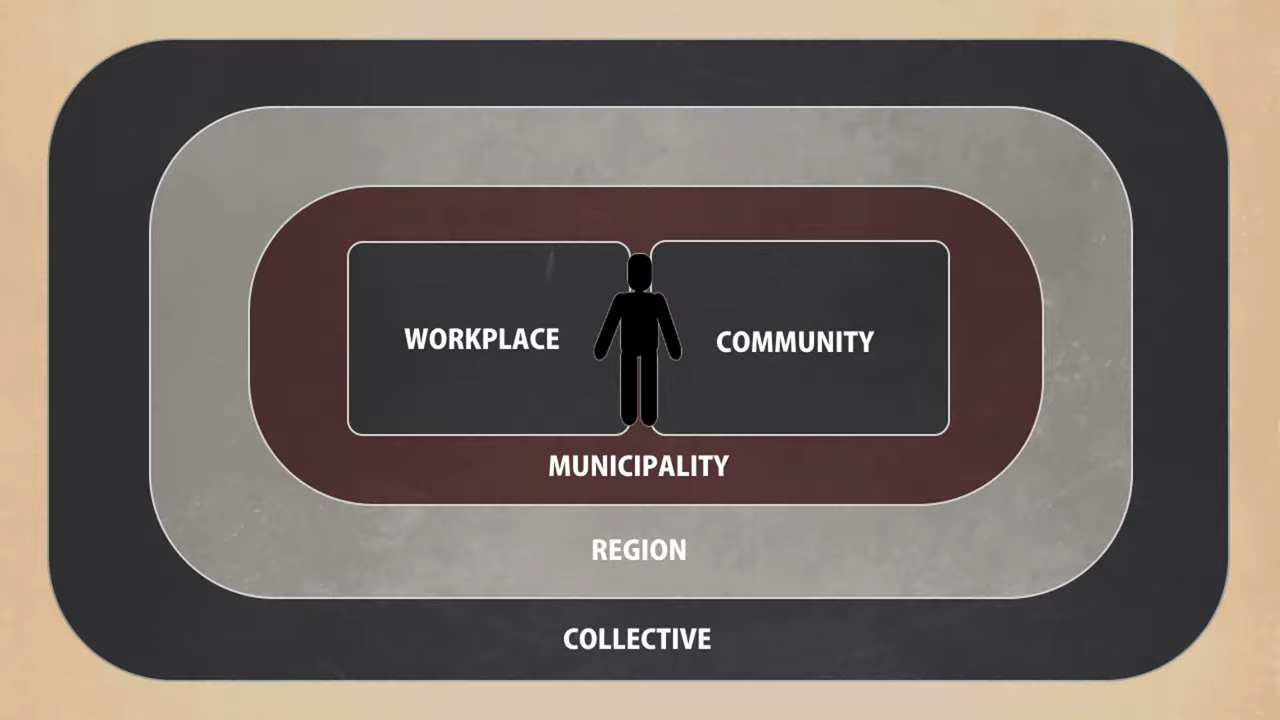 WORKPLACE
COMMUNITY
MUNICIPALITY
REGION
COLLECTIVE